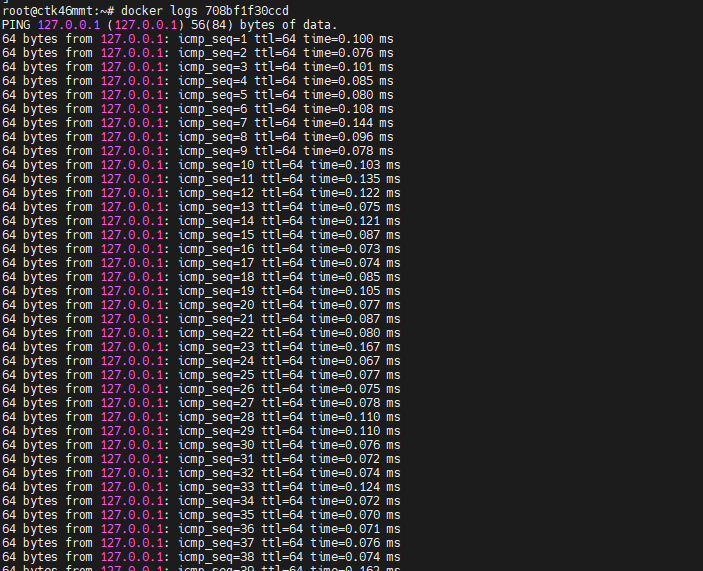 root@ctk46mmt:~# docker logs 708bf1f30ccd
PING 127.0.0.1 (127.0.0.1) 56(84) bytes of data.
64 bytes from 127.0.0.1: icmp_seq=1 ttl=64 time=0.100 ms
64 bytes from 127.0.0.1: icmp_seq=2 ttl=64 time=0.076 ms
64 bytes from 127.0.0.1: icmp_seq=3 ttl=64 time=0.101 ms
64 bytes from 127.0.0.1: icmp_seq=4 ttl=64 time=0.085 ms
64 bytes from 127.0.0.1: icmp_seq=5 ttl=64 time=0.080 ms
64 bytes from 127.0.0.1: icmp_seq=6 ttl=64 time=0.108 ms
64 bytes from 127.0.0.1: icmp_seq=7 ttl=64 time=0.144 ms
64 bytes from 127.0.0.1: icmp_seq=8 ttl=64 time=0.096 ms
64 bytes from 127.0.0.1: icmp_seq=9 ttl=64 time=0.078 ms
64 bytes from 127.0.0.1: icmp_seq=10 ttl=64 time=0.103 ms
64 bytes from 127.0.0.1: icmp_seq=11 ttl=64 time=0.135 ms
64 bytes from 127.0.0.1: icmp_seq=12 ttl=64 time=0.122 ms
64 bytes from 127.0.0.1: icmp_seq=13 ttl=64 time=0.075 ms
64 bytes from 127.0.0.1: icmp_seq=14 ttl=64 time=0.121 ms
64 bytes from 127.0.0.1: icmp_seq=15 ttl=64 time=0.087 ms
64 bytes from 127.0.0.1: icmp_seq=16 ttl=64 time=0.073 ms
64 bytes from 127.0.0.1: icmp_seq=17 ttl=64 time=0.074 ms
64 bytes from 127.0.0.1: icmp_seq=18 ttl=64 time=0.085 ms
64 bytes from 127.0.0.1: icmp_seq=19 ttl=64 time=0.105 ms
64 bytes from 127.0.0.1: icmp_seq=20 ttl=64 time=0.077 ms
64 bytes from 127.0.0.1: icmp_seq=21 ttl=64 time=0.087 ms
64 bytes from 127.0.0.1: icmp_seq=22 ttl=64 time=0.080 ms
64 bytes from 127.0.0.1: icmp_seq=23 ttl=64 time=0.167 ms
64 bytes from 127.0.0.1: icmp_seq=24 ttl=64 time=0.067 ms
64 bytes from 127.0.0.1: icmp_seq=25 ttl=64 time=0.077 ms
64 bytes from 127.0.0.1: icmp_seq=26 ttl=64 time=0.075 ms
64 bytes from 127.0.0.1: icmp_seq=27 ttl=64 time=0.078 ms
64 bytes from 127.0.0.1: icmp_seq=28 ttl=64 time=0.110 ms
64 bytes from 127.0.0.1: icmp_seq=29 ttl=64 time=0.110 ms
64 bytes from 127.0.0.1: icmp_seq=30 ttl=64 time=0.076 ms
64 bytes from 127.0.0.1: icmp_seq=31 ttl=64 time=0.072 ms
64 bytes from 127.0.0.1: icmp_seq=32 ttl=64 time=0.074 ms
64 bytes from 127.0.0.1: icmp_seq=33 ttl=64 time=0.124 ms
64 bytes from 127.0.0.1: icmp_seq=34 ttl=64 time=0.072 ms
64 bytes from 127.0.0.1: icmp_seq=35 ttl=64 time=0.070 ms
64 bytes from 127.0.0.1: icmp_seq=36 ttl=64 time=0.071 ms
64 bytes from 127.0.0.1: icmp_seq=37 ttl=64 time=0.076 ms
64 bytes from 127.0.0.1: icmp_seq=38 ttl=64 time=0.074 ms
64 bytes from 127.0.0.1: icmp_seq=39 ttl=64 time=0.162 ms